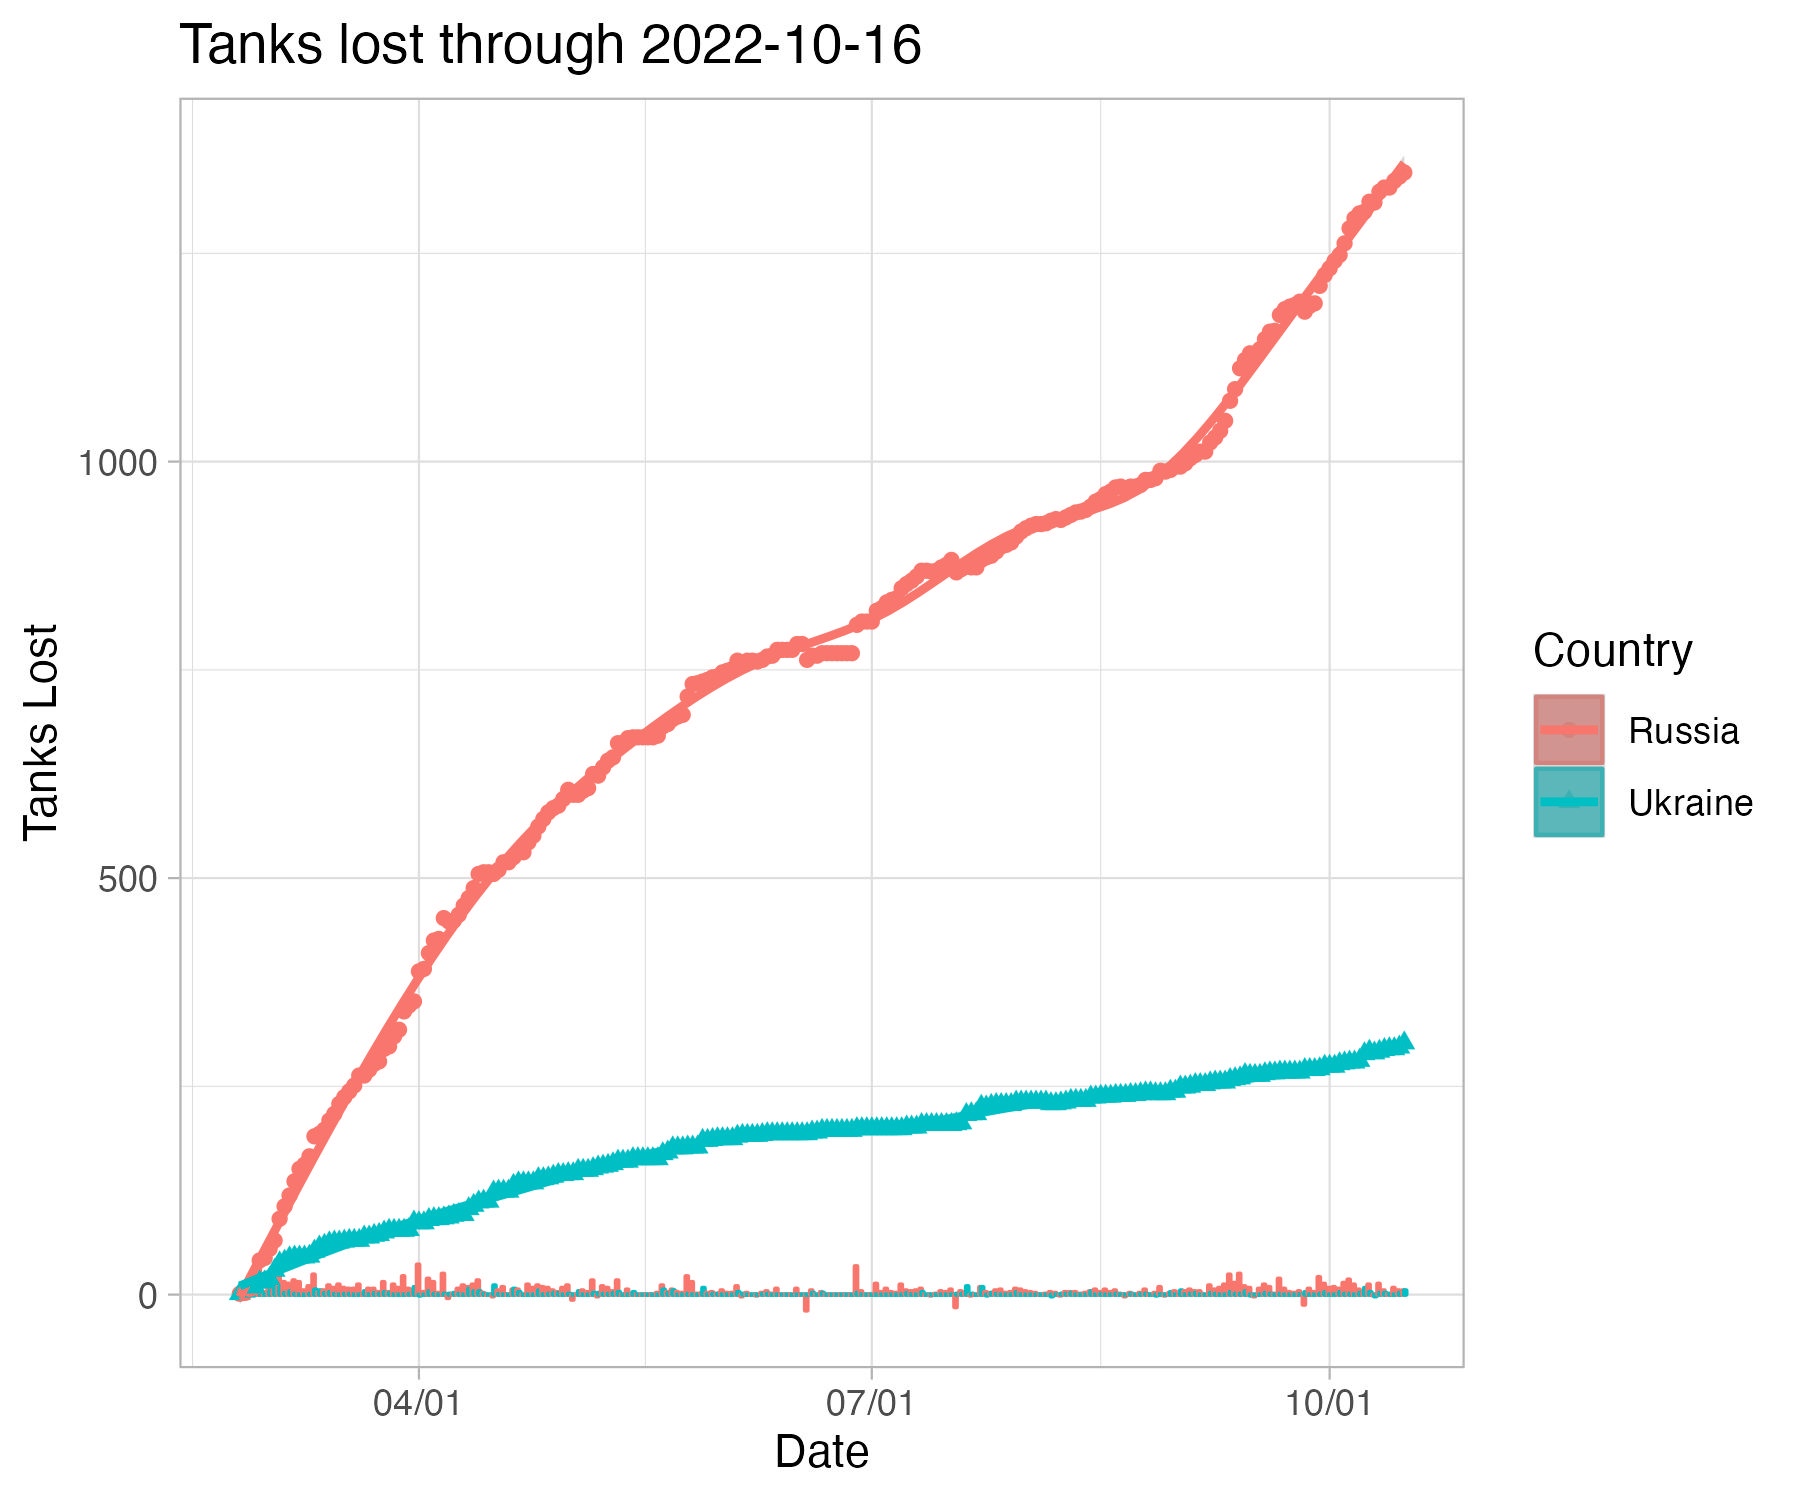 Tanks lost through 2022-10-16
Tanks Lost
1000
500
0
04/01
07/01
10/01
Date
Country
Russia
Ukraine